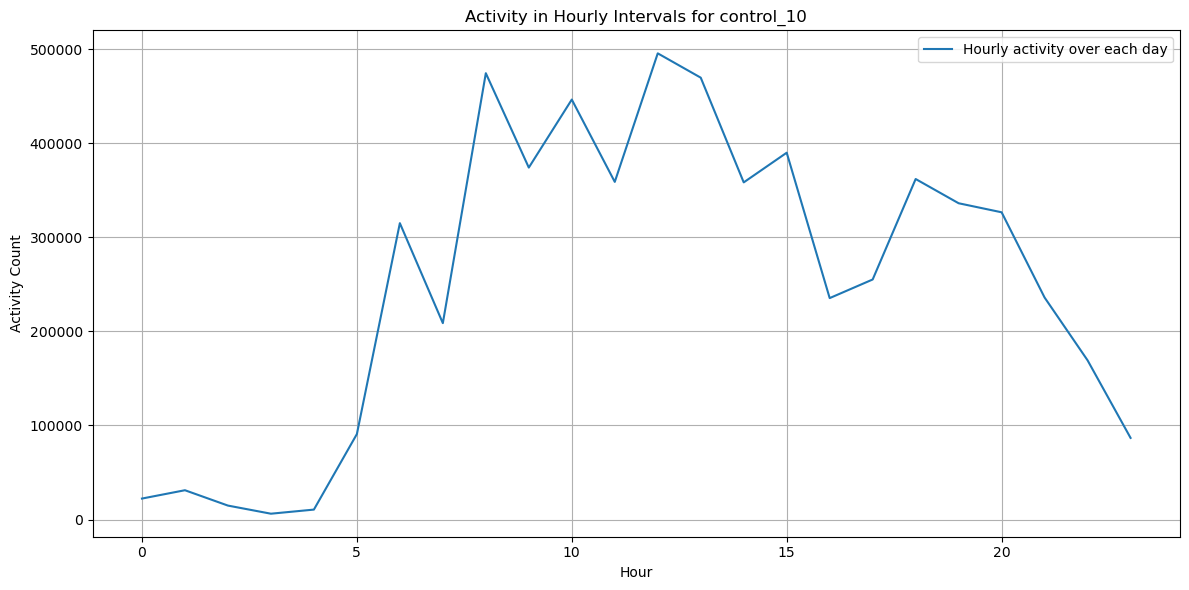 Activity in Hourly Intervals for control_10
Hourly activity over each day
Activity Count
500000
400000
300000
200000
100000
0
0 5 10 15 20
Hour